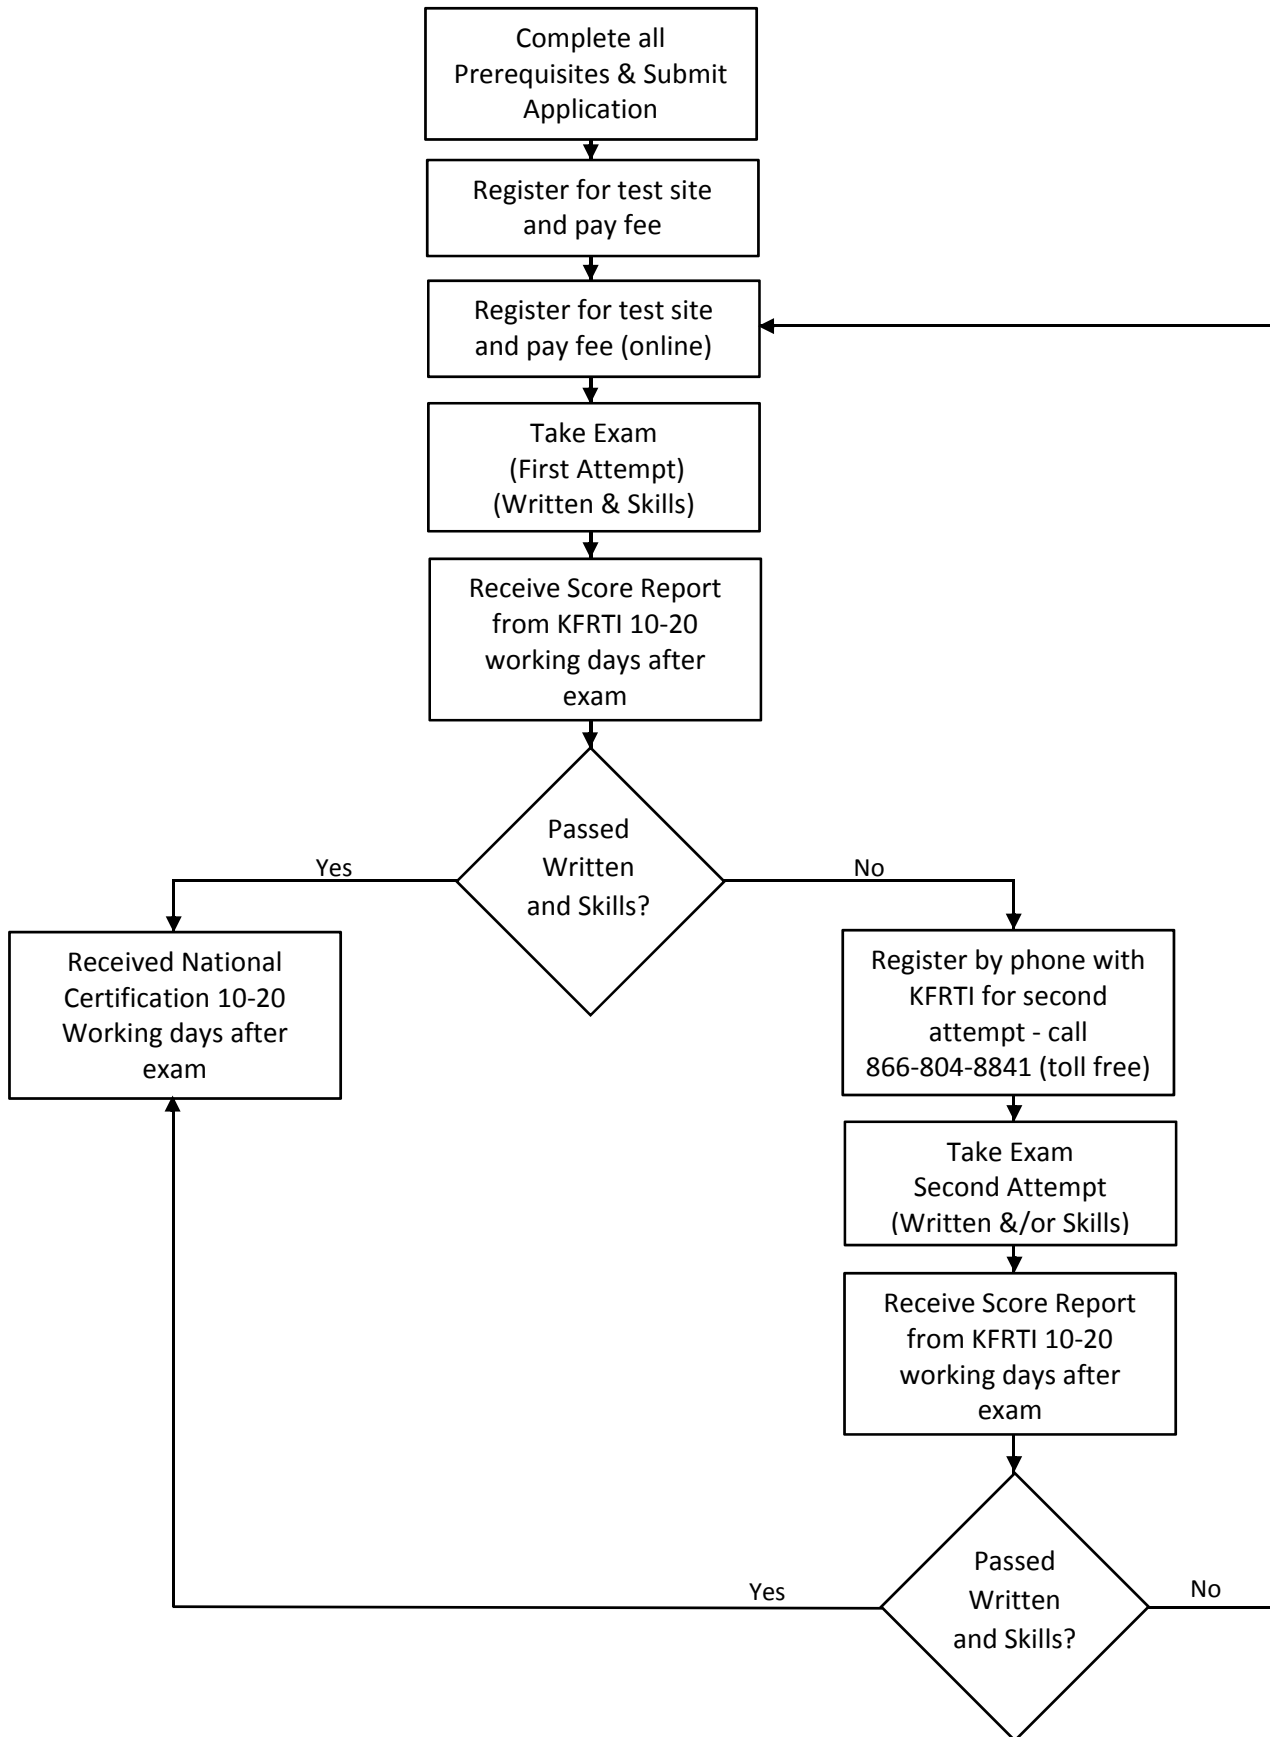 Complete all
Prerequisites & Submit
Application
Register for test site
and pay fee
Register for test site
and pay fee (online)
Take Exam
(First Attempt)
(Written & Skills)
Receive Score Report
from KFRTI 10-20
working days after
exam
Passed
Written
and Skills?
Yes
No
Received National
Certification 10-20
Working days after
exam
Register by phone with
KFRTI for second
attempt - call
866-804-8841 (toll free)
Take Exam
Second Attempt
(Written &/or Skills)
Receive Score Report
from KFRTI 10-20
working days after
exam
Passed
Written
and Skills?
Yes
No